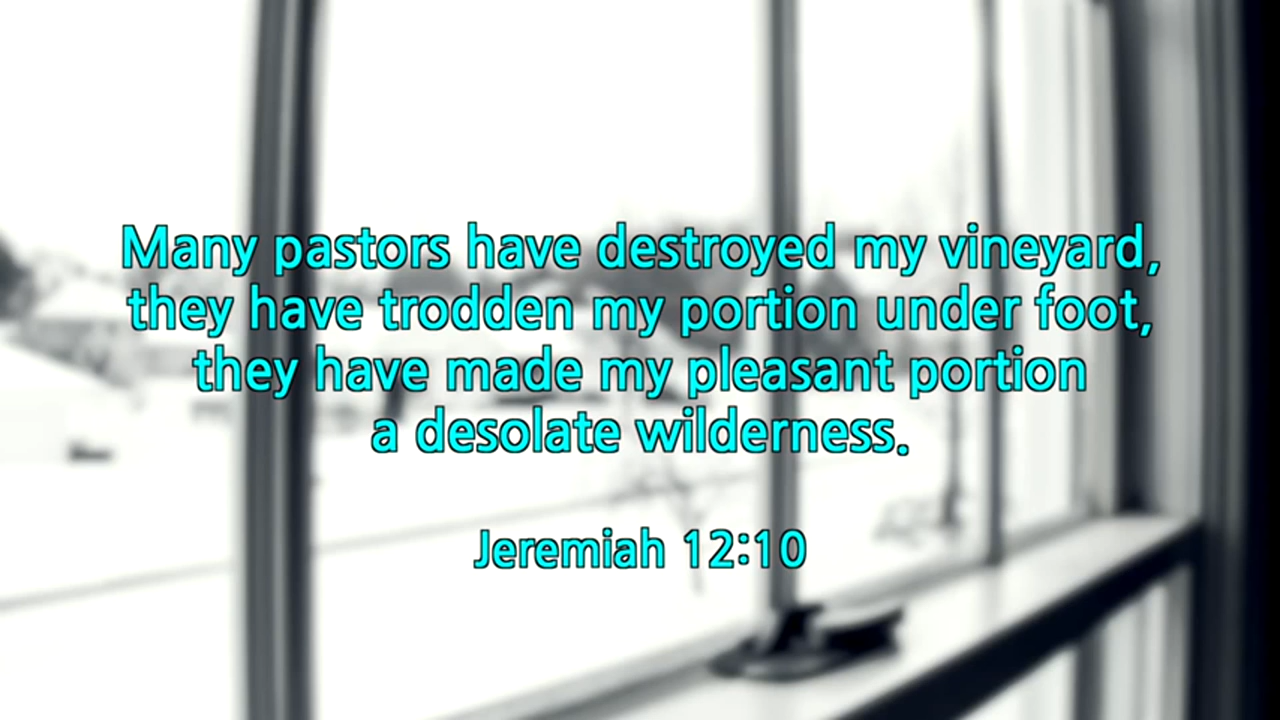 Many pastors have destroyed my vineyard,
they have trodden my portion under foot,
they have made my pleasant portion
a desolate wilderness.
Jeremiah 12:10